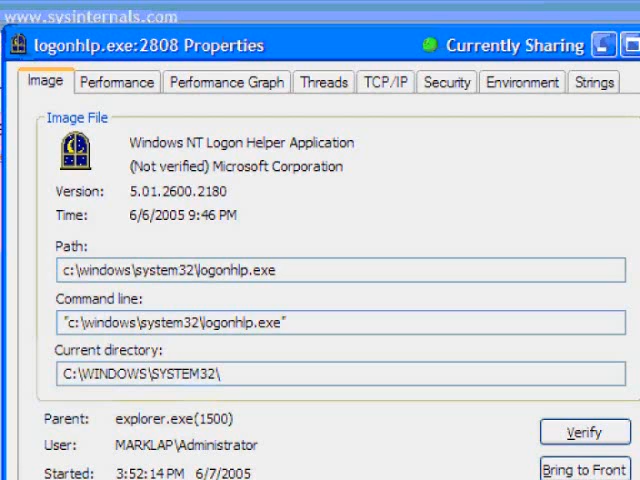 www.sysinternals.com
logonhlp.exe:2808 Properties
Currently Sharing
Image Performance Performance Graph Threads TCP/IP Security Environment Strings
Image File
Windows NT Logon Helper Application
(Not verified) Microsoft Corporation
Version: 5.01.2600.2180
Time: 6/6/2005 9:46 PM
Path:
c:\windows\system32\logonhlp.exe
Command line:
"c:\windows\system32\logonhlp.exe"
Current directory:
C:\WINDOWS\SYSTEM32\
Parent: explorer.exe(1500)
Verify
User: MARKLAP\Administrator
Started: 3:52:14 PM 6/7/2005
Bring to Front